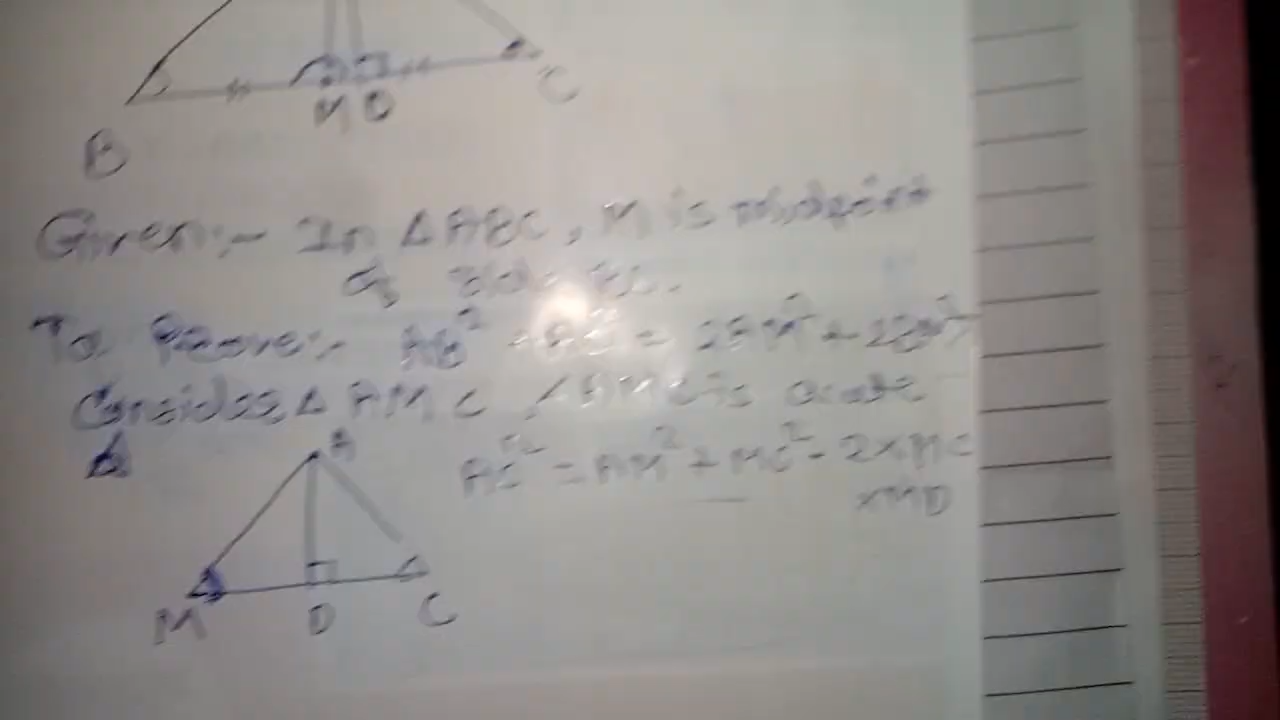 M D
C
B
Given:- In ΔABC, M is midpoint
of side BC.
To Prove:- AB² + AC² = 2AM² + 2BM²
Consider Δ AMC, ∠AMC is acute
A
AC² = AM² + MC² - 2×MC
×MD
M D C